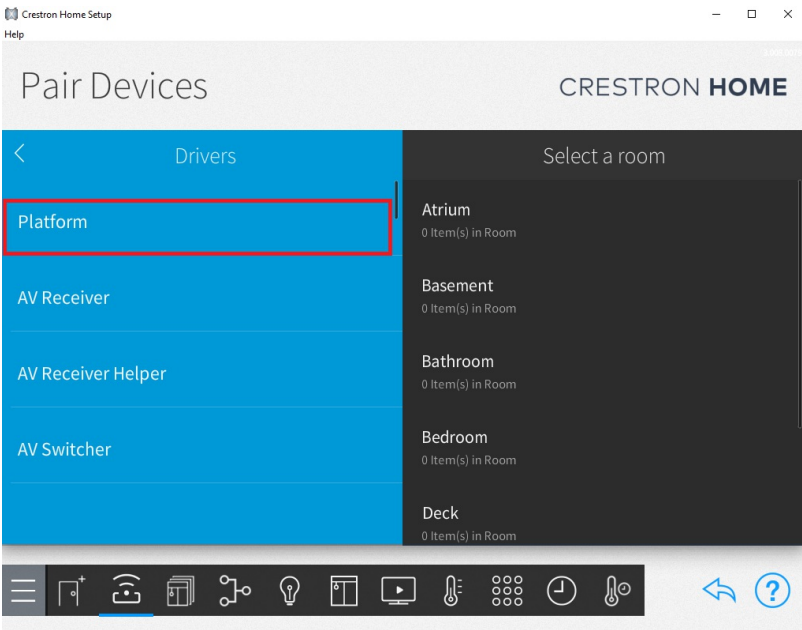 Crestron Home Setup
Help
Pair Devices
CRESTRON HOME
Drivers
Select a room
Platform
AV Receiver
AV Receiver Helper
AV Switcher
Atrium
0 Item(s) in Room
Basement
0 Item(s) in Room
Bathroom
0 Item(s) in Room
Bedroom
0 Item(s) in Room
Deck
0 Item(s) in Room
?